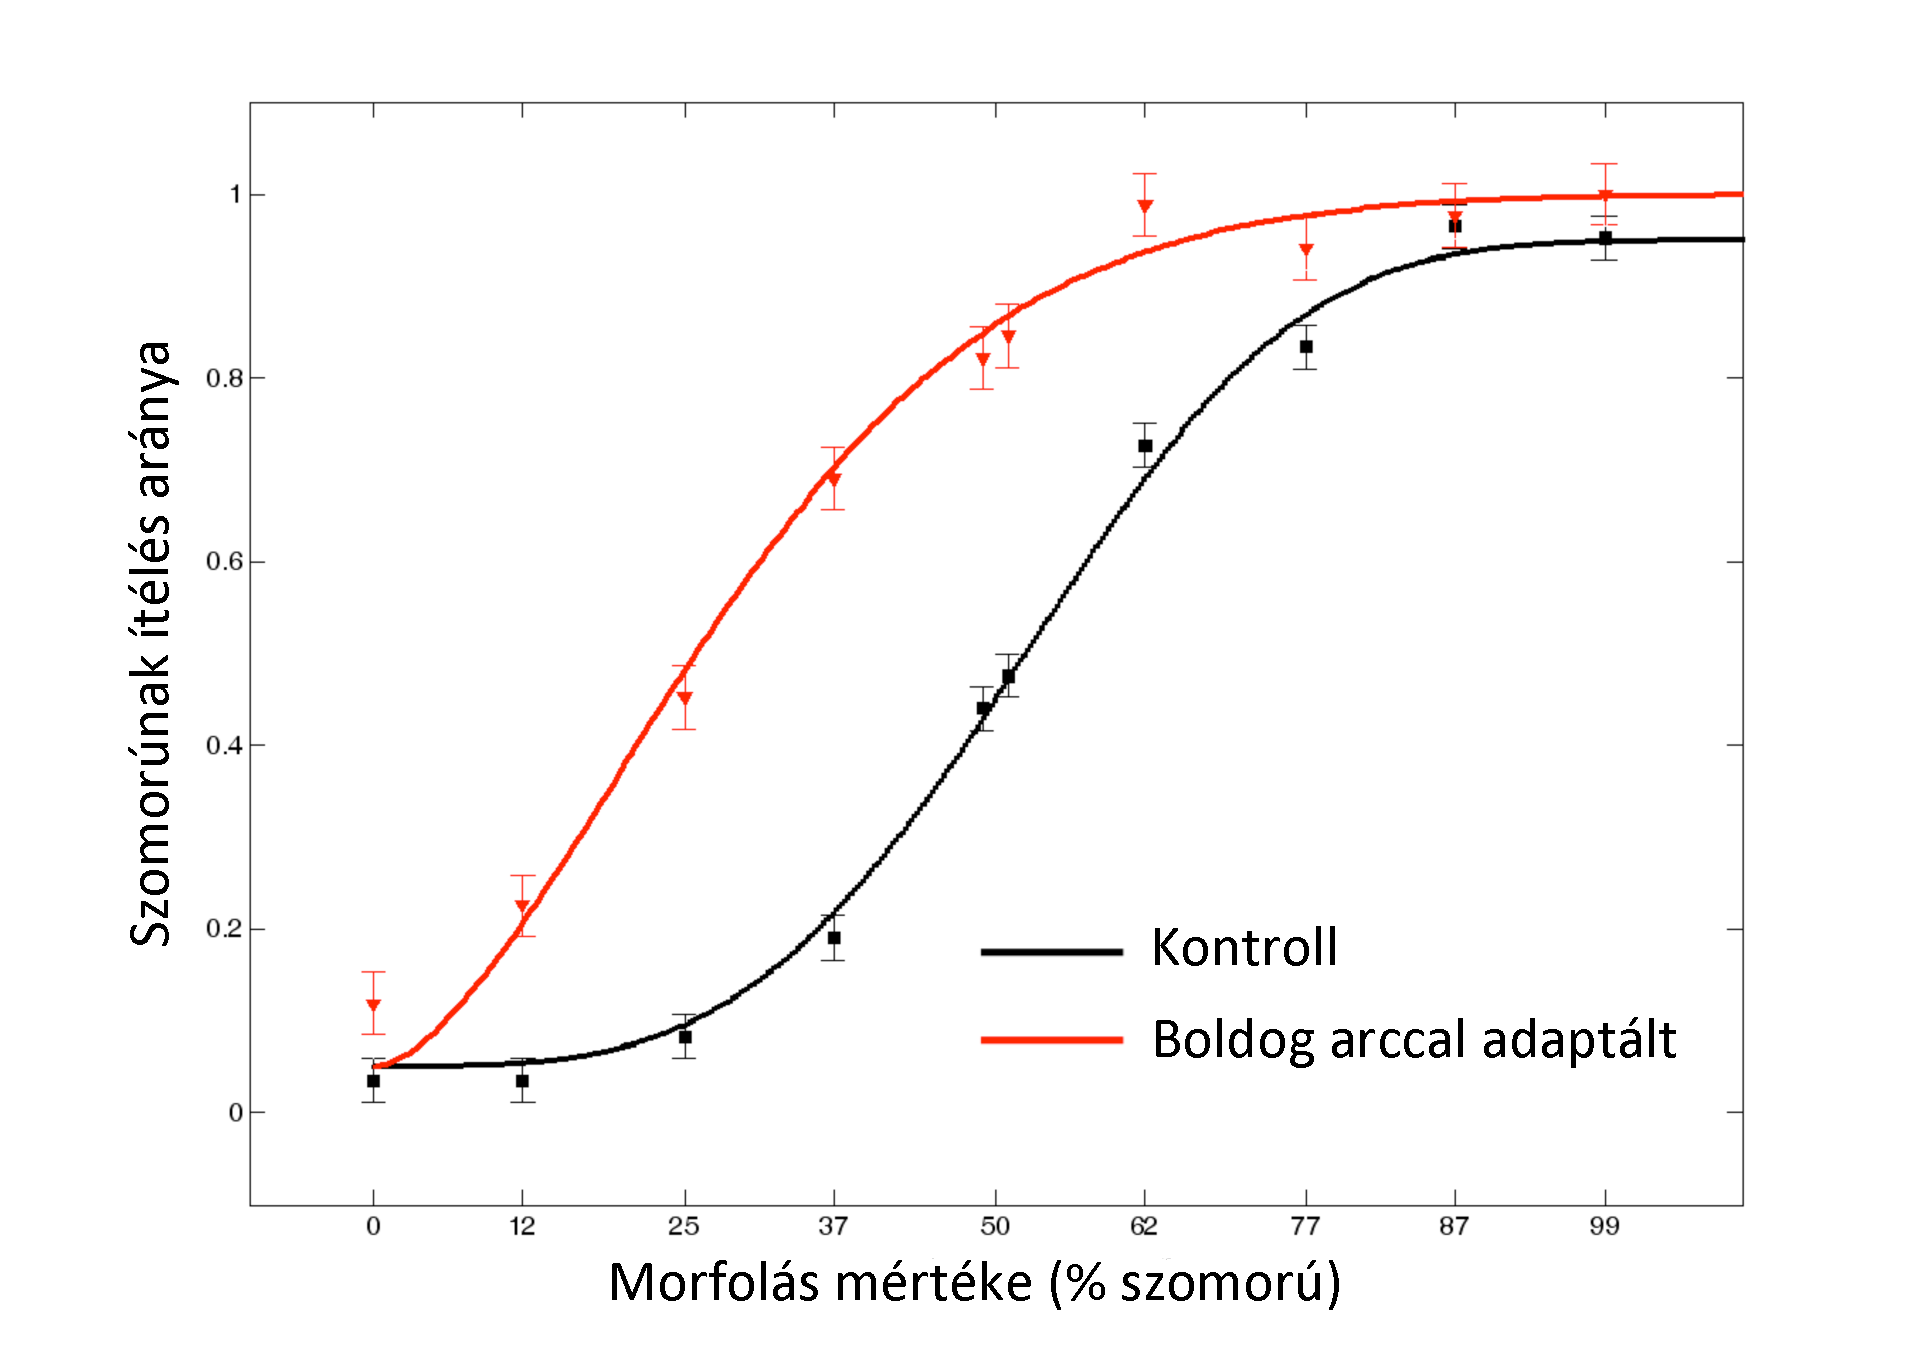 Szomorúnak ítélés aránya
1
0.8
0.6
0.4
0.2
0
Kontroll
Boldog arccal adaptált
0 12 25 37 50 62 77 87 99
Morfolás mértéke (% szomorú)